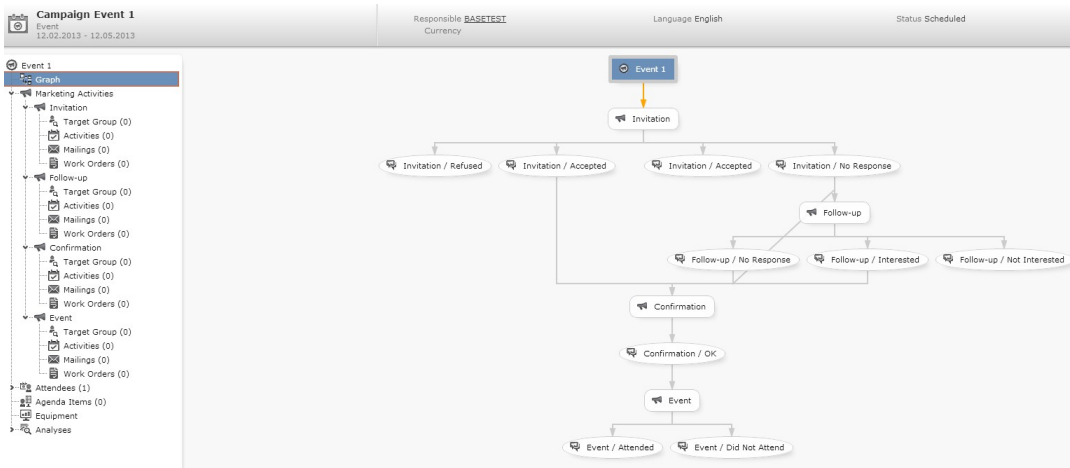 Campaign Event 1
Event
12.02.2013 - 12.05.2013
Responsible BASETEST
Currency
Language English
Status Scheduled
Event 1
Graph
Marketing Activities
Invitation
Target Group (0)
Activities (0)
Mailings (0)
Work Orders (0)
Follow-up
Target Group (0)
Activities (0)
Mailings (0)
Work Orders (0)
Confirmation
Target Group (0)
Activities (0)
Mailings (0)
Work Orders (0)
Event
Target Group (0)
Activities (0)
Mailings (0)
Work Orders (0)
Attendees (1)
Agenda Items (0)
Equipment
Analyses
Event 1
Invitation
Invitation / Refused
Invitation / Accepted
Invitation / Accepted
Invitation / No Response
Follow-up
Follow-up / No Response
Follow-up / Interested
Follow-up / Not Interested
Confirmation
Confirmation / OK
Event
Event / Attended
Event / Did Not Attend